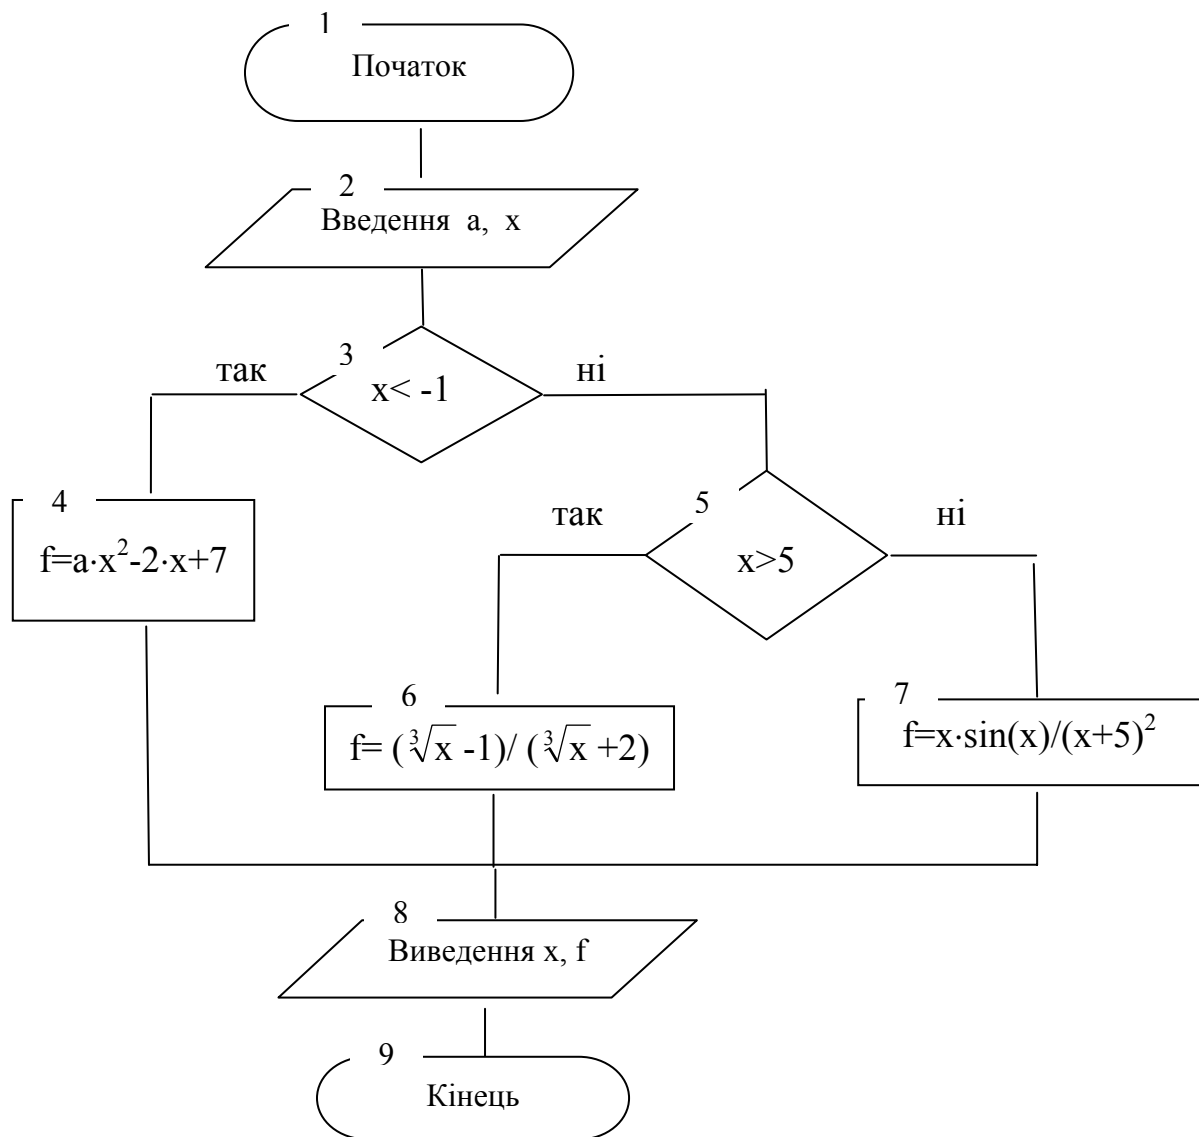 1
Початок
2
Введення a, x
3
так
ні
x< -1
4
f=a·x²-2·x+7
5
так
ні
x>5
6
f= (∛x -1)/ (∛x +2)
7
f=x·sin(x)/(x+5)²
8
Виведення x, f
9
Кінець